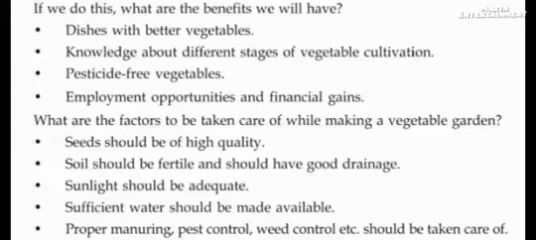 If we do this, what are the benefits we will have?
• Dishes with better vegetables.
• Knowledge about different stages of vegetable cultivation.
• Pesticide-free vegetables.
• Employment opportunities and financial gains.
What are the factors to be taken care of while making a vegetable garden?
• Seeds should be of high quality.
• Soil should be fertile and should have good drainage.
• Sunlight should be adequate.
• Sufficient water should be made available.
• Proper manuring, pest control, weed control etc. should be taken care of.
ENTERTAINMENT